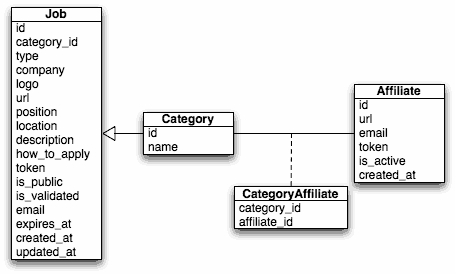 Job
id
category_id
type
company
logo
url
position
location
description
how_to_apply
token
is_public
is_validated
email
expires_at
created_at
updated_at
Category
id
name
Affiliate
id
url
email
token
is_active
created_at
CategoryAffiliate
category_id
affiliate_id